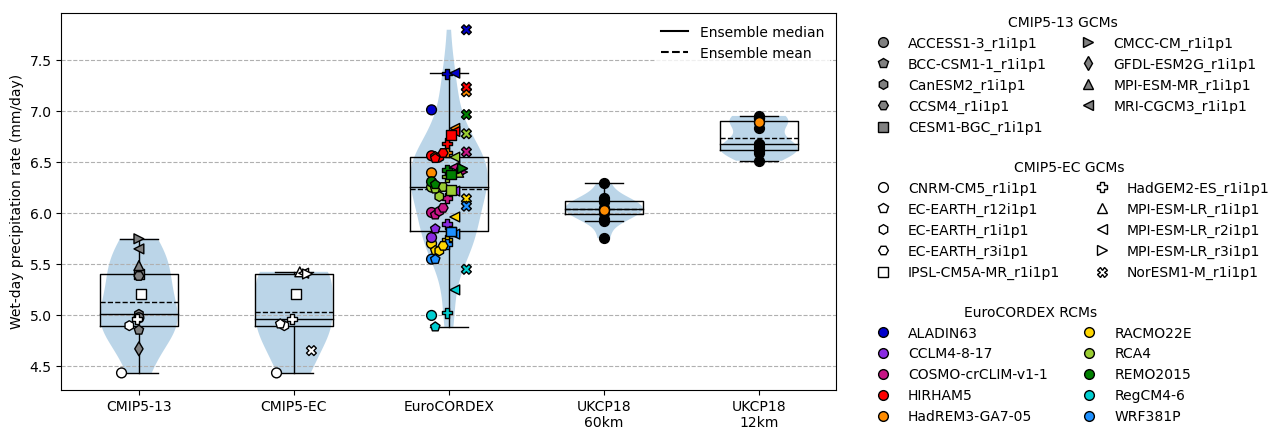 Wet-day precipitation rate (mm/day)
7.5
7.0
6.5
6.0
5.5
5.0
4.5
Ensemble median
Ensemble mean
CMIP5-13
CMIP5-EC
EuroCORDEX
UKCP18
60km
UKCP18
12km
CMIP5-13 GCMs
ACCESS1-3_r1i1p1
BCC-CSM1-1_r1i1p1
CanESM2_r1i1p1
CCSM4_r1i1p1
CESM1-BGC_r1i1p1
CMCC-CM_r1i1p1
GFDL-ESM2G_r1i1p1
MPI-ESM-MR_r1i1p1
MRI-CGCM3_r1i1p1
CMIP5-EC GCMs
CNRM-CM5_r1i1p1
EC-EARTH_r12i1p1
EC-EARTH_r1i1p1
EC-EARTH_r3i1p1
IPSL-CM5A-MR_r1i1p1
HadGEM2-ES_r1i1p1
MPI-ESM-LR_r1i1p1
MPI-ESM-LR_r2i1p1
MPI-ESM-LR_r3i1p1
NorESM1-M_r1i1p1
EuroCORDEX RCMs
ALADIN63
CCLM4-8-17
COSMO-crCLIM-v1-1
HIRHAM5
HadREM3-GA7-05
RACMO22E
RCA4
REMO2015
RegCM4-6
WRF381P